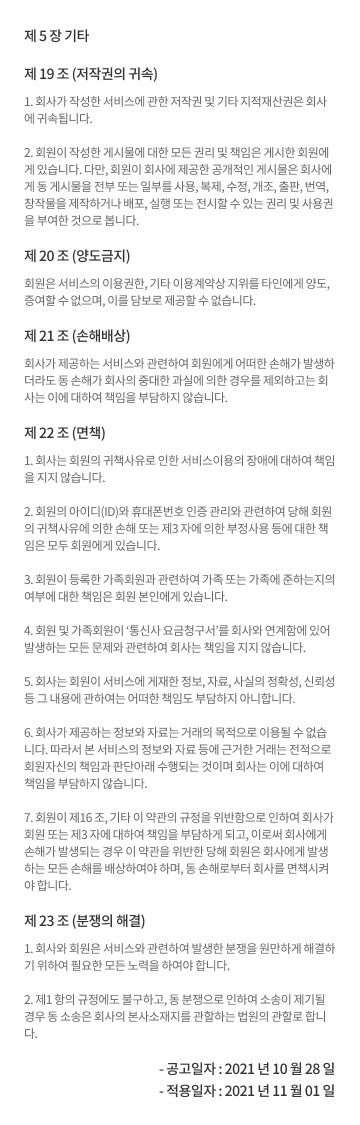 제 5 장 기타
제 19 조 (저작권의 귀속)
1. 회사가 작성한 서비스에 관한 저작권 및 기타 지적재산권은 회사
에 귀속됩니다.
2. 회원이 작성한 게시물에 대한 모든 권리 및 책임은 게시한 회원에
게 있습니다. 다만, 회원이 회사에 제공한 공개적인 게시물은 회사에
게 동 게시물을 전부 또는 일부를 사용, 복제, 수정, 개조, 출판, 번역,
창작물을 제작하거나 배포, 실행 또는 전시할 수 있는 권리 및 사용권
을 부여한 것으로 봅니다.
제 20 조 (양도금지)
회원은 서비스의 이용권한, 기타 이용계약상 지위를 타인에게 양도,
증여할 수 없으며, 이를 담보로 제공할 수 없습니다.
제 21 조 (손해배상)
회사가 제공하는 서비스와 관련하여 회원에게 어떠한 손해가 발생하
더라도 동 손해가 회사의 중대한 과실에 의한 경우를 제외하고는 회
사는 이에 대하여 책임을 부담하지 않습니다.
제 22 조 (면책)
1. 회사는 회원의 귀책사유로 인한 서비스이용의 장애에 대하여 책임
을 지지 않습니다.
2. 회원의 아이디(ID)와 휴대폰번호 인증 관리와 관련하여 당해 회원
의 귀책사유에 의한 손해 또는 제3 자에 의한 부정사용 등에 대한 책
임은 모두 회원에게 있습니다.
3. 회원이 등록한 가족회원과 관련하여 가족 또는 가족에 준하는지의
여부에 대한 책임은 회원 본인에게 있습니다.
4. 회원 및 가족회원이 ‘통신사 요금청구서’를 회사와 연계함에 있어
발생하는 모든 문제와 관련하여 회사는 책임을 지지 않습니다.
5. 회사는 회원이 서비스에 게재한 정보, 자료, 사실의 정확성, 신뢰성
등 그 내용에 관하여는 어떠한 책임도 부담하지 아니합니다.
6. 회사가 제공하는 정보와 자료는 거래의 목적으로 이용될 수 없습
니다. 따라서 본 서비스의 정보와 자료 등에 근거한 거래는 전적으로
회원자신의 책임과 판단아래 수행되는 것이며 회사는 이에 대하여
책임을 부담하지 않습니다.
7. 회원이 제16 조, 기타 이 약관의 규정을 위반함으로 인하여 회사가
회원 또는 제3 자에 대하여 책임을 부담하게 되고, 이로써 회사에게
손해가 발생되는 경우 이 약관을 위반한 당해 회원은 회사에게 발생
하는 모든 손해를 배상하여야 하며, 동 손해로부터 회사를 면책시켜
야 합니다.
제 23 조 (분쟁의 해결)
1. 회사와 회원은 서비스와 관련하여 발생한 분쟁을 원만하게 해결하
기 위하여 필요한 모든 노력을 하여야 합니다.
2. 제1 항의 규정에도 불구하고, 동 분쟁으로 인하여 소송이 제기될
경우 동 소송은 회사의 본사소재지를 관할하는 법원의 관할로 합니
다.
- 공고일자 : 2021 년 10 월 28 일
- 적용일자 : 2021 년 11 월 01 일